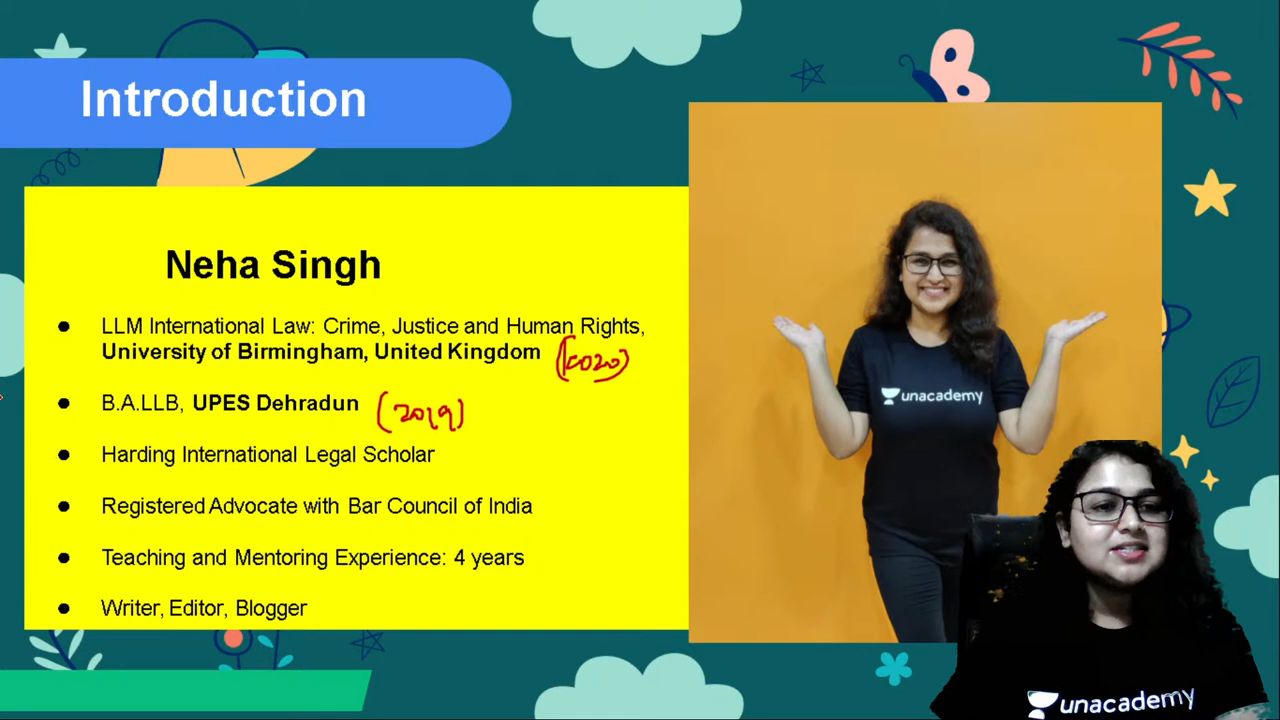 Introduction
Neha Singh
LLM International Law: Crime, Justice and Human Rights,
University of Birmingham, United Kingdom
B.A.LLB, UPES Dehradun (2019)
Harding International Legal Scholar
Registered Advocate with Bar Council of India
Teaching and Mentoring Experience: 4 years
Writer, Editor, Blogger
unacademy
unacademy